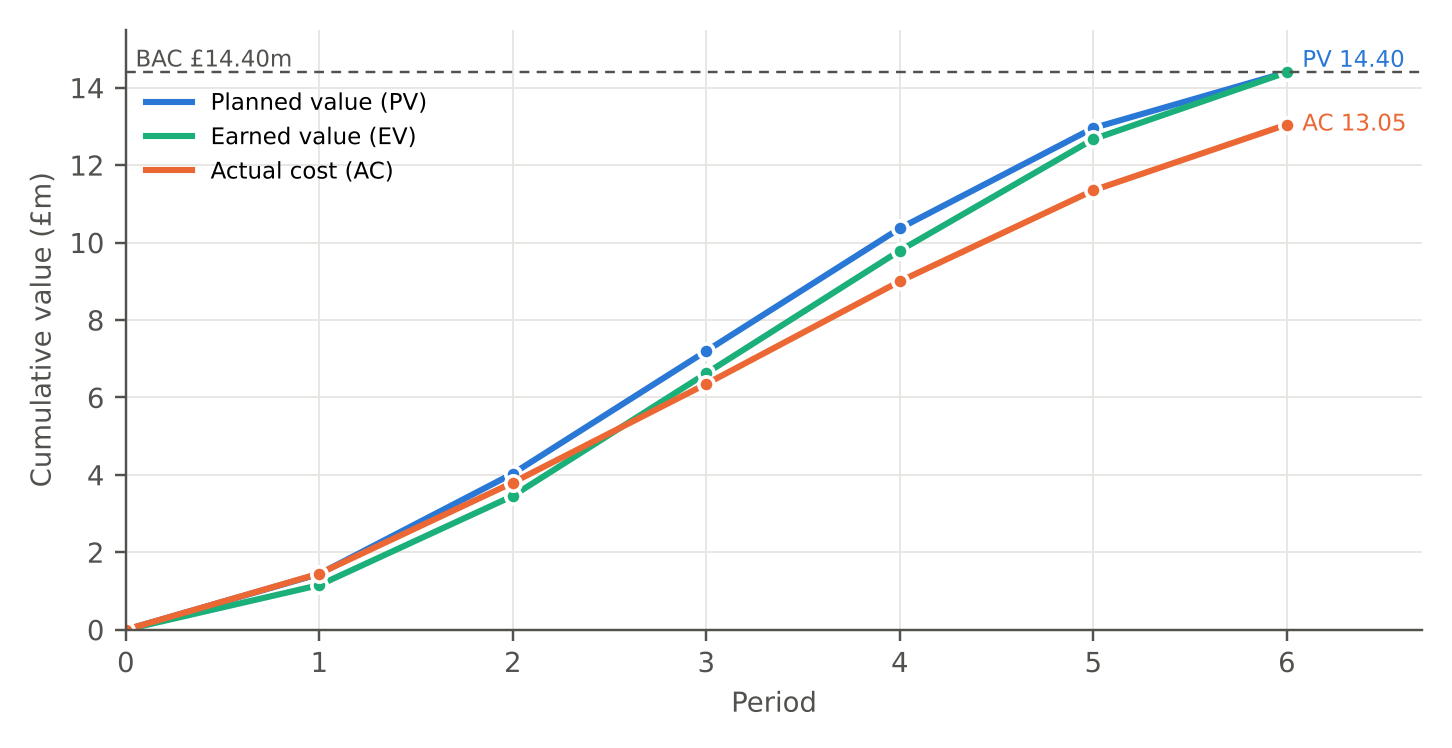 BAC £14.40m
PV 14.40
Planned value (PV)
Earned value (EV)
Actual cost (AC)
AC 13.05
Cumulative value (£m)
14
12
10
8
6
4
2
0
0 1 2 3 4 5 6
Period